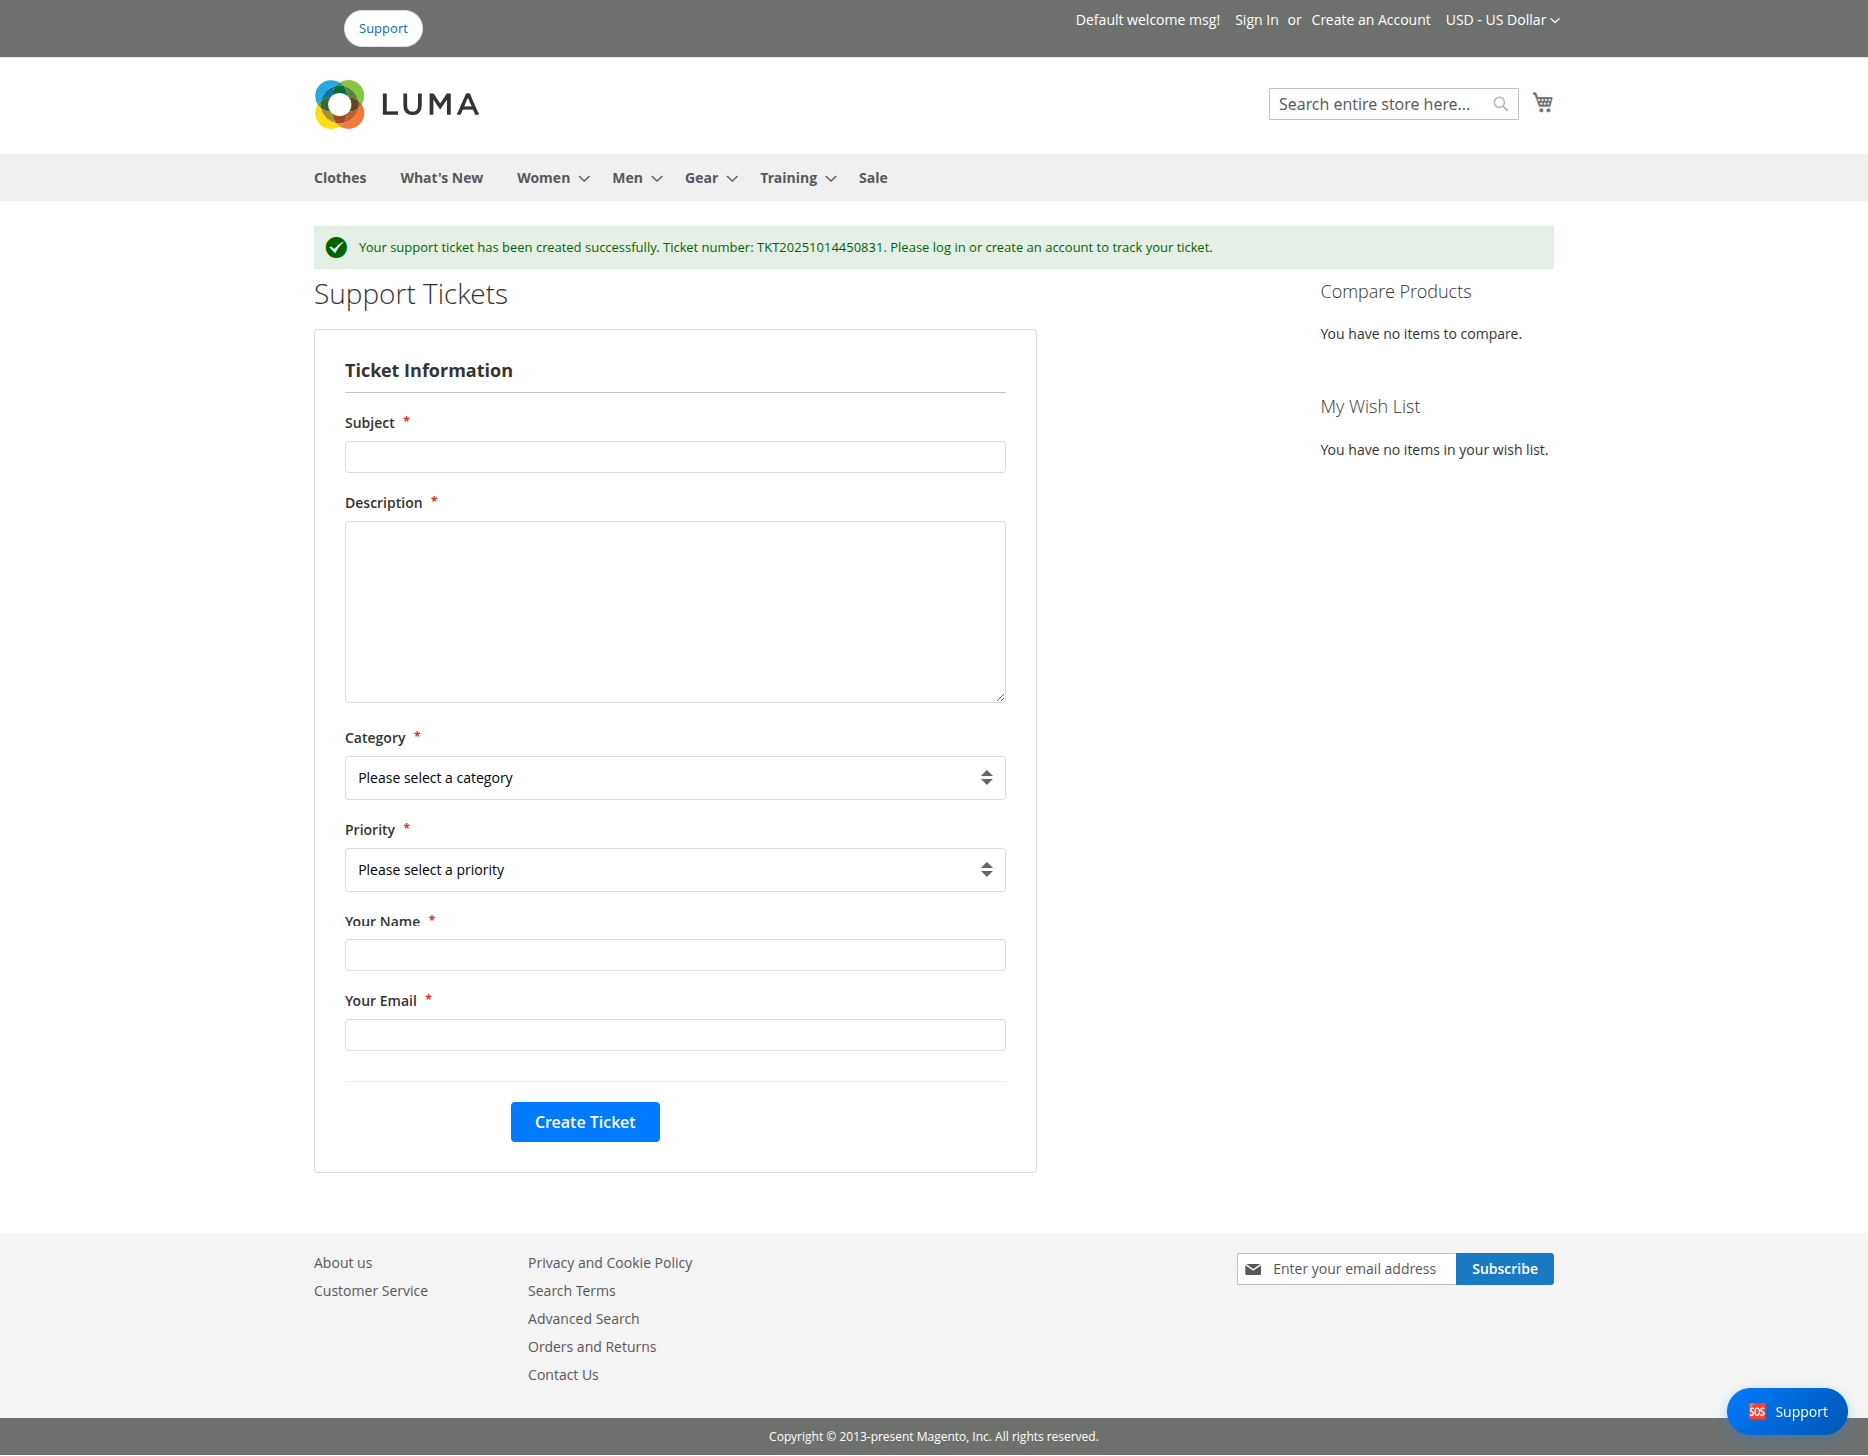 Support
Default welcome msg! Sign In or Create an Account USD - US Dollar
LUMA
Search entire store here...
Clothes What's New Women Men Gear Training Sale
Your support ticket has been created successfully. Ticket number: TKT20251014450831. Please log in or create an account to track your ticket.
Support Tickets
Ticket Information
Subject *
Description *
Category *
Please select a category
Priority *
Please select a priority
Your Name *
Your Email *
Create Ticket
Compare Products
You have no items to compare.
My Wish List
You have no items in your wish list.
About us
Customer Service
Privacy and Cookie Policy
Search Terms
Advanced Search
Orders and Returns
Contact Us
Enter your email address Subscribe
SOS Support
Copyright © 2013-present Magento, Inc. All rights reserved.